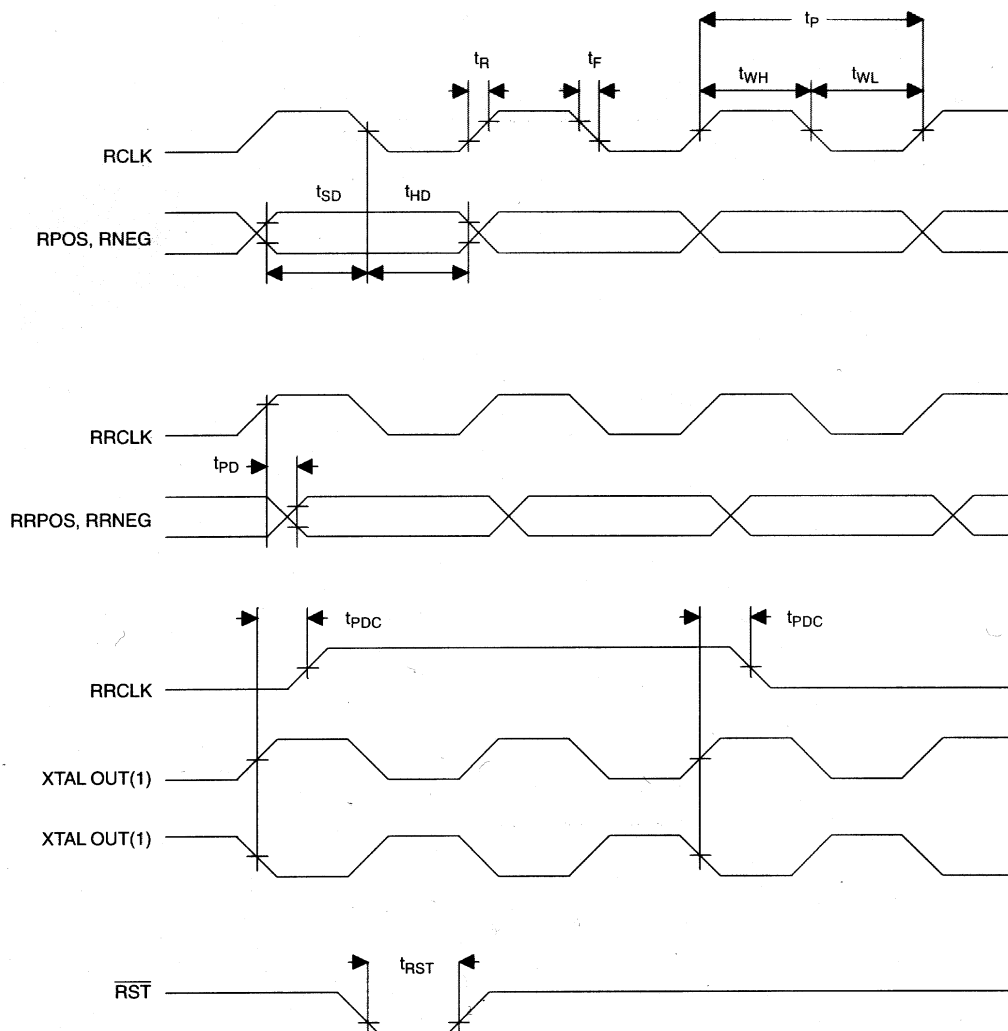 tP
tR
tF
tWH
tWL
RCLK
tSD
tHD
RPOS, RNEG
RRCLK
tPD
RRPOS, RRNEG
tPDC
tPDC
RRCLK
XTAL OUT(1)
XTAL OUT(1)
tRST
RST